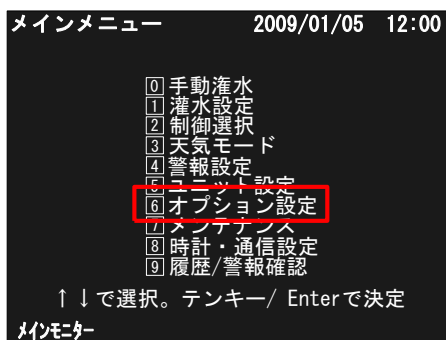 メインメニュー 2009/01/05 12:00
0手動潅水
1灌水設定
2制御選択
3天気モード
4警報設定
5ユニット設定
6オプション設定
7メンテナンス
8時計・通信設定
9履歴/警報確認
↑↓で選択。テンキー/ Enterで決定
ﾒｲﾝﾓﾆﾀｰ